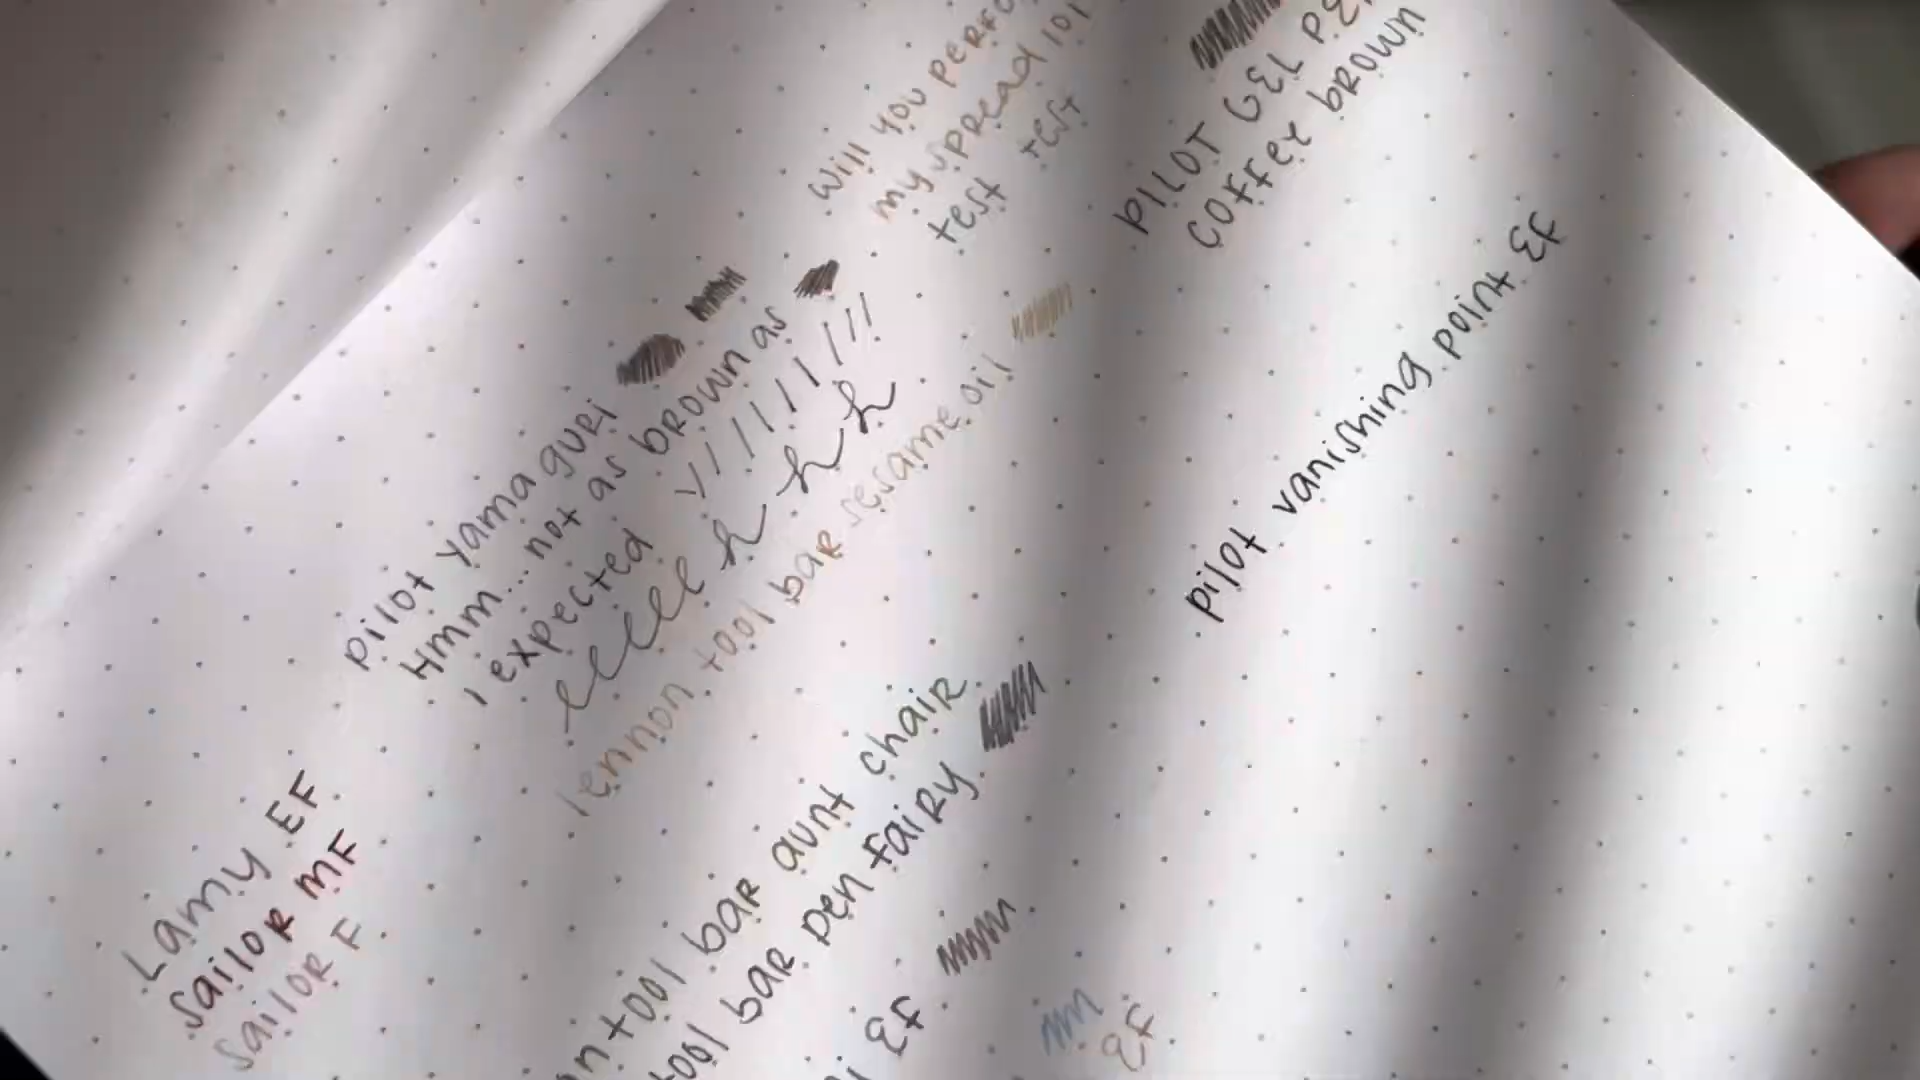 Will you perfo
my spread 101
test test
PILOT GEL PE
COFFEE brown
pilot yama guri
Hmm... not as brown as
I expected
lennon tool bar sesame oil
pilot vanishing point EF
Lamy EF
Sailor MF
Sailor F
n tool bar aunt chair
tool bar pen fairy
i EF
EF